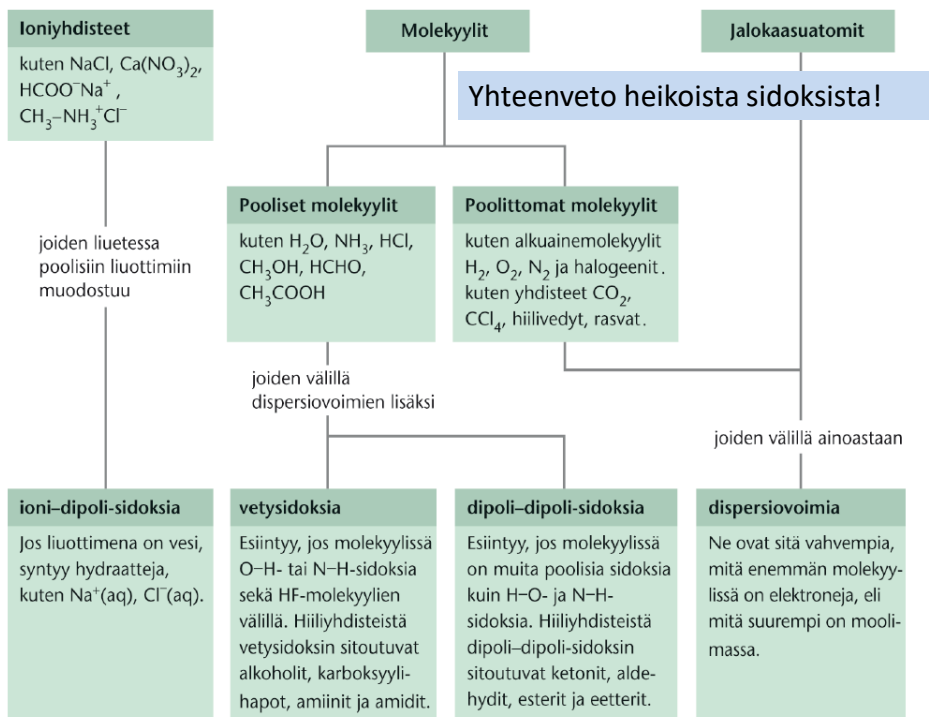 Ioniyhdisteet
kuten NaCl, Ca(NO₃)₂,
HCOO⁻Na⁺ ,
CH₃–NH₃⁺Cl⁻
Molekyylit
Jalokaasuatomit
Yhteenveto heikoista sidoksista!
joiden liuetessa
poolisiin liuottimiin
muodostuu
Pooliset molekyylit
kuten H₂O, NH₃, HCl,
CH₃OH, HCHO,
CH₃COOH
Poolittomat molekyylit
kuten alkuainemolekyylit
H₂, O₂, N₂ ja halogeenit.
kuten yhdisteet CO₂,
CCl₄, hiilivedyt, rasvat.
joiden välillä
dispersiovoimien lisäksi
joiden välillä ainoastaan
ioni–dipoli-sidoksia
Jos liuottimena on vesi,
syntyy hydraatteja,
kuten Na⁺(aq), Cl⁻(aq).
vetysidoksia
Esiintyy, jos molekyylissä
O–H- tai N–H-sidoksia
sekä HF-molekyylien
välillä. Hiiliyhdisteistä
vetysidoksin sitoutuvat
alkoholit, karboksyyli-
hapot, amiinit ja amidit.
dipoli–dipoli-sidoksia
Esiintyy, jos molekyylissä
on muita poolisia sidoksia
kuin H–O- ja N–H-
sidoksia. Hiiliyhdisteistä
dipoli–dipoli-sidoksin
sitoutuvat ketonit, alde-
hydit, esterit ja eetterit.
dispersiovoimia
Ne ovat sitä vahvempia,
mitä enemmän molekyy-
lissä on elektroneja, eli
mitä suurempi on mooli-
massa.